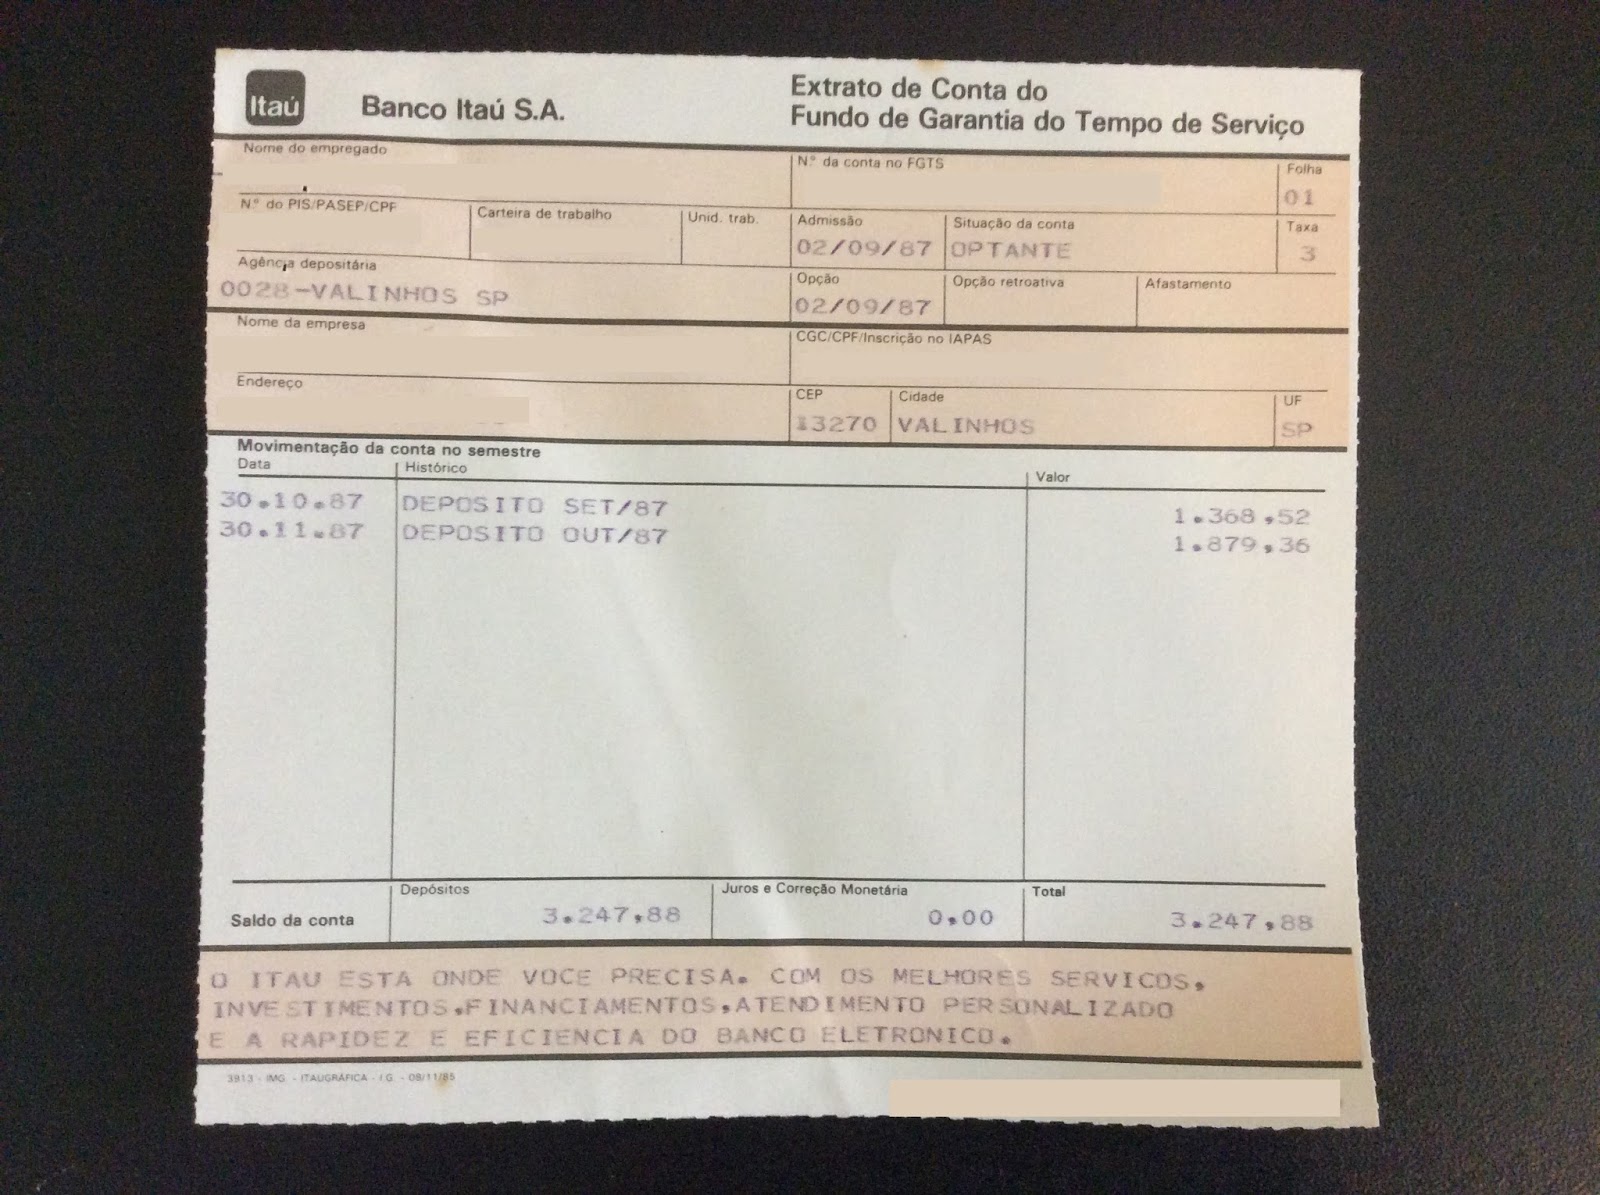 Itaú
Banco Itaú S.A.
Extrato de Conta do
Fundo de Garantia do Tempo de Serviço
Nome do empregado
N.º da conta no FGTS
Folha
01
N.º do PIS/PASEP/CPF
Carteira de trabalho
Unid. trab.
Admissão
02/09/87
Situação da conta
OPTANTE
Taxa
3
Agência depositária
0028-VALINHOS SP
Opção
02/09/87
Opção retroativa
Afastamento
Nome da empresa
CGC/CPF/Inscrição no IAPAS
Endereço
CEP
13270
Cidade
VALINHOS
UF
SP
Movimentação da conta no semestre
Data Histórico Valor
30.10.87 DEPOSITO SET/87 1.368,52
30.11.87 DEPOSITO OUT/87 1.879,36
Saldo da conta
Depósitos
3.247,88
Juros e Correção Monetária
0,00
Total
3.247,88
O ITAU ESTA ONDE VOCE PRECISA. COM OS MELHORES SERVICOS,
INVESTIMENTOS,FINANCIAMENTOS,ATENDIMENTO PERSONALIZADO
E A RAPIDEZ E EFICIENCIA DO BANCO ELETRONICO.
3913 - IMG - ITAUGRÁFICA - I.G. - 08/11/85